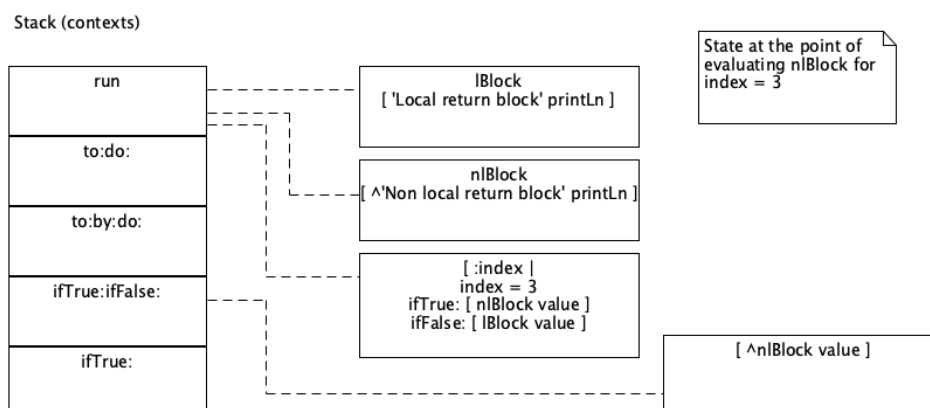 Stack (contexts)
State at the point of
evaluating nlBlock for
index = 3
run
lBlock
[ 'Local return block' printLn ]
to:do:
nlBlock
[ ^'Non local return block' printLn ]
to:by:do:
[ :index |
index = 3
ifTrue: [ nlBlock value ]
ifFalse: [ lBlock value ]
ifTrue:ifFalse:
[ ^nlBlock value ]
ifTrue: